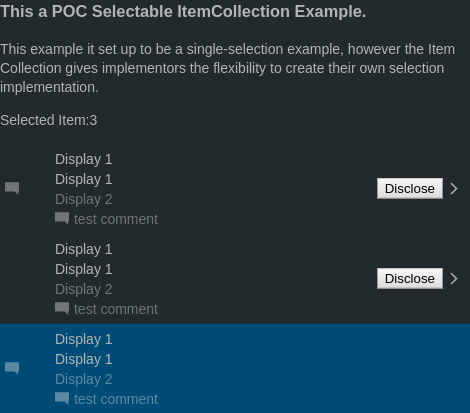 This a POC Selectable ItemCollection Example.
This example it set up to be a single-selection example, however the Item
Collection gives implementors the flexibility to create their own selection
implementation.
Selected Item:3
Display 1
Display 1
Disclose
Display 2
test comment
Display 1
Display 1
Disclose
Display 2
test comment
Display 1
Display 1
Display 2
test comment